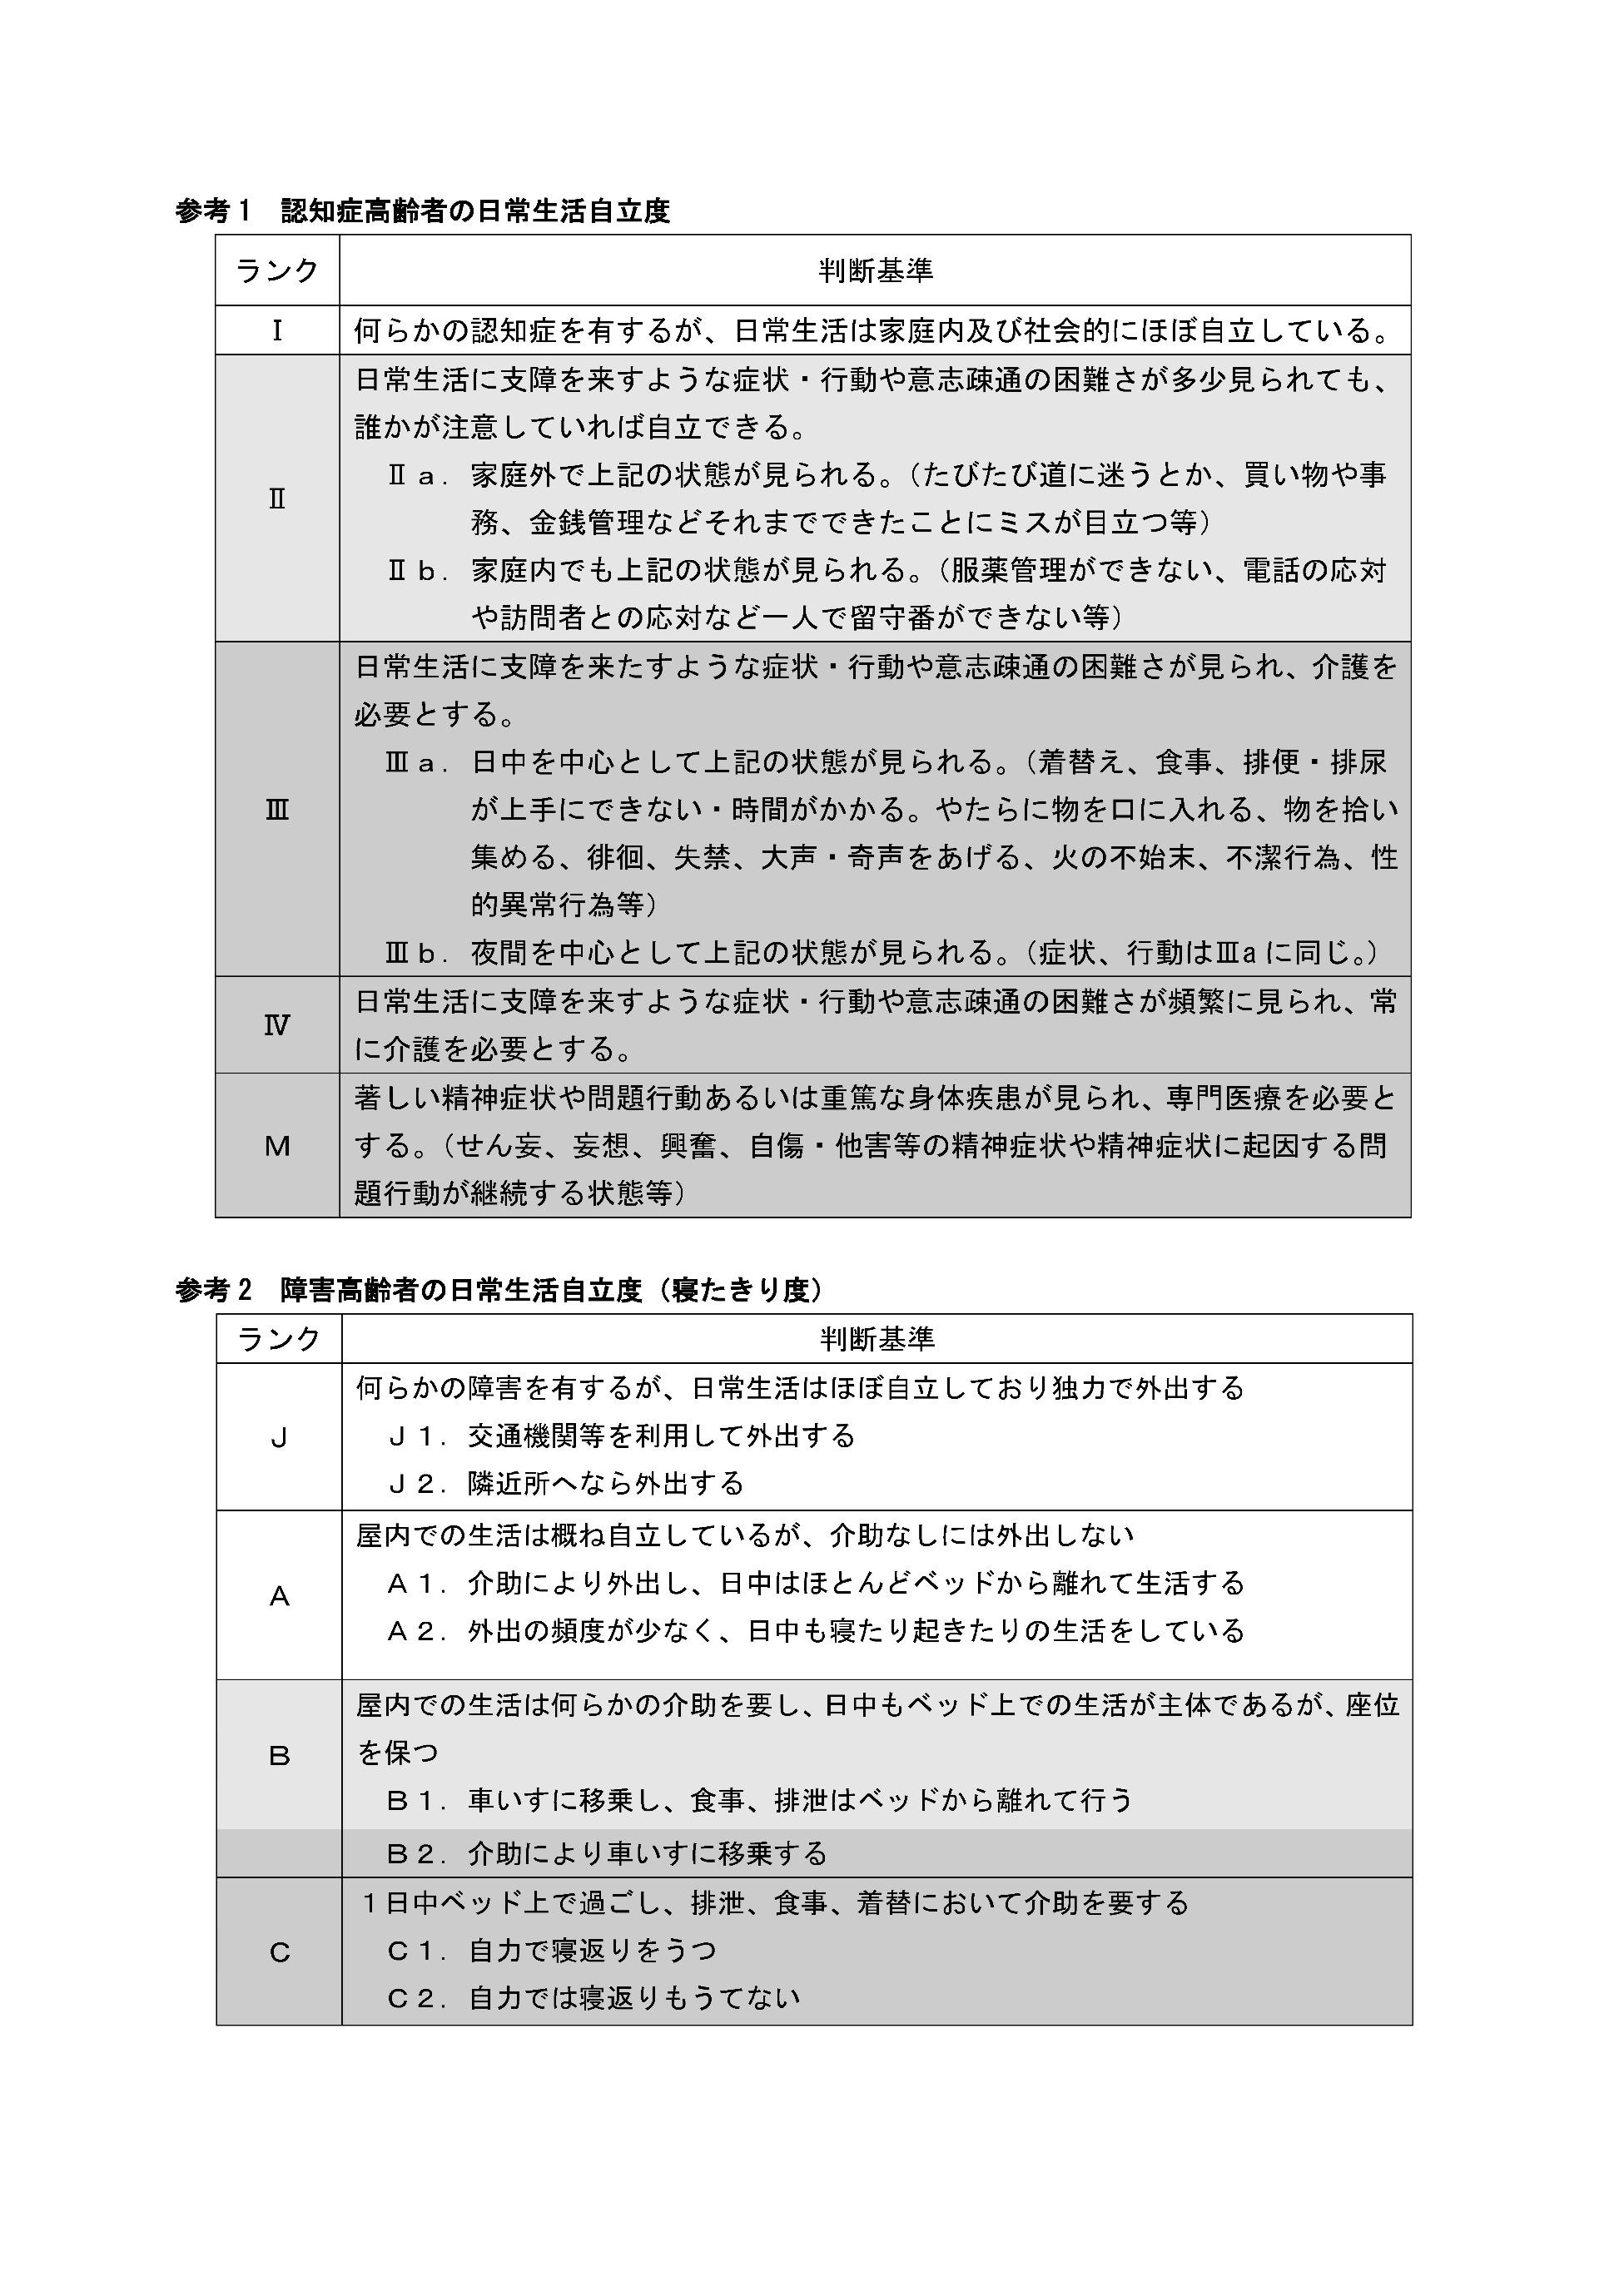 参考１　認知症高齢者の日常生活自立度
ランク　判断基準
Ⅰ　何らかの認知症を有するが、日常生活は家庭内及び社会的にほぼ自立している。
Ⅱ
日常生活に支障を来すような症状・行動や意志疎通の困難さが多少見られても、
誰かが注意していれば自立できる。
Ⅱａ．家庭外で上記の状態が見られる。（たびたび道に迷うとか、買い物や事
務、金銭管理などそれまでできたことにミスが目立つ等）
Ⅱｂ．家庭内でも上記の状態が見られる。（服薬管理ができない、電話の応対
や訪問者との応対など一人で留守番ができない等）
Ⅲ
日常生活に支障を来たすような症状・行動や意志疎通の困難さが見られ、介護を
必要とする。
Ⅲａ．日中を中心として上記の状態が見られる。（着替え、食事、排便・排尿
が上手にできない・時間がかかる。やたらに物を口に入れる、物を拾い
集める、徘徊、失禁、大声・奇声をあげる、火の不始末、不潔行為、性
的異常行為等）
Ⅲｂ．夜間を中心として上記の状態が見られる。（症状、行動はⅢa に同じ。）
Ⅳ
日常生活に支障を来すような症状・行動や意志疎通の困難さが頻繁に見られ、常
に介護を必要とする。
Ｍ
著しい精神症状や問題行動あるいは重篤な身体疾患が見られ、専門医療を必要と
する。（せん妄、妄想、興奮、自傷・他害等の精神症状や精神症状に起因する問
題行動が継続する状態等）
参考２　障害高齢者の日常生活自立度（寝たきり度）
ランク　判断基準
Ｊ
何らかの障害を有するが、日常生活はほぼ自立しており独力で外出する
Ｊ１．交通機関等を利用して外出する
Ｊ２．隣近所へなら外出する
Ａ
屋内での生活は概ね自立しているが、介助なしには外出しない
Ａ１．介助により外出し、日中はほとんどベッドから離れて生活する
Ａ２．外出の頻度が少なく、日中も寝たり起きたりの生活をしている
Ｂ
屋内での生活は何らかの介助を要し、日中もベッド上での生活が主体であるが、座位
を保つ
Ｂ１．車いすに移乗し、食事、排泄はベッドから離れて行う
Ｂ２．介助により車いすに移乗する
Ｃ
１日中ベッド上で過ごし、排泄、食事、着替において介助を要する
Ｃ１．自力で寝返りをうつ
Ｃ２．自力では寝返りもうてない